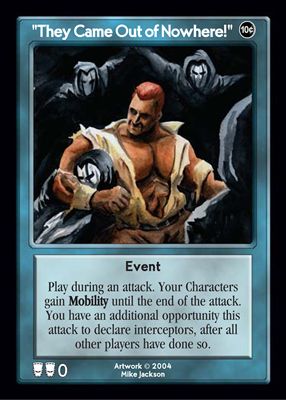 "They Came Out of Nowhere!" 10¢
Event
Play during an attack. Your Characters
gain Mobility until the end of the attack.
You have an additional opportunity this
attack to declare interceptors, after all
other players have done so.
0
Artwork © 2004
Mike Jackson